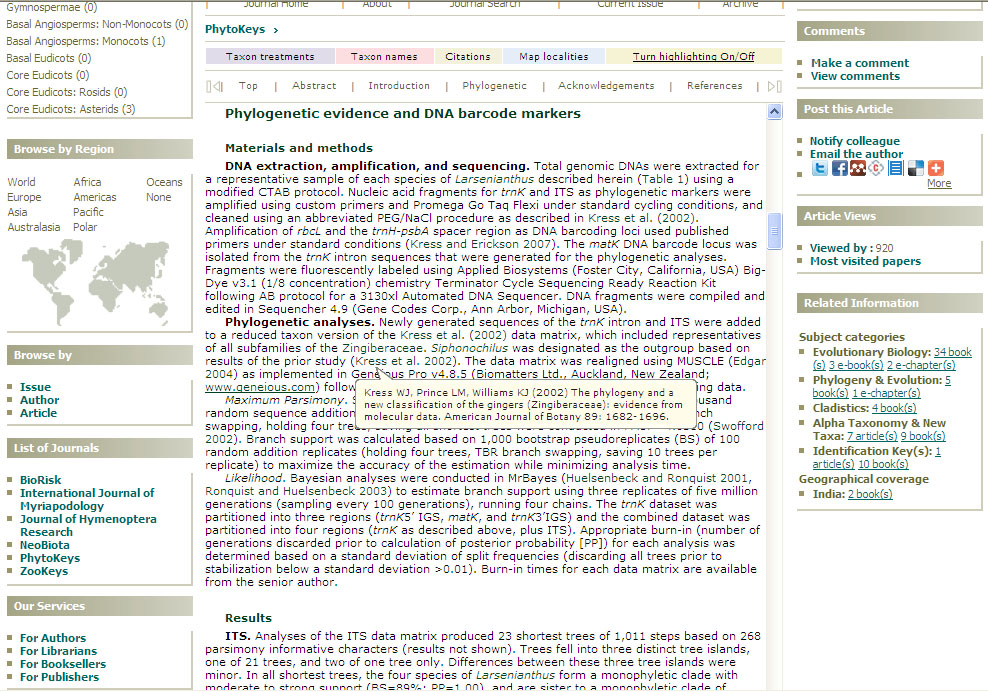 Gymnospermae (0)
Basal Angiosperms: Non-Monocots (0)
Basal Angiosperms: Monocots (1)
Basal Eudicots (0)
Core Eudicots (0)
Core Eudicots: Rosids (0)
Core Eudicots: Asterids (3)
Browse by Region
World Africa Oceans
Europe Americas None
Asia Pacific
Australasia Polar
Browse by
Issue
Author
Article
List of Journals
BioRisk
International Journal of
Myriapodology
Journal of Hymenoptera
Research
NeoBiota
PhytoKeys
ZooKeys
Our Services
For Authors
For Librarians
For Booksellers
For Publishers
Journal Home | About | Journal Search | Current Issue | Archive
PhytoKeys ›
Taxon treatments Taxon names Citations Map localities Turn highlighting On/Off
Top | Abstract | Introduction | Phylogenetic | Acknowledgements | References |
Phylogenetic evidence and DNA barcode markers
Materials and methods
DNA extraction, amplification, and sequencing. Total genomic DNAs were extracted for
a representative sample of each species of Larsenianthus described herein (Table 1) using a
modified CTAB protocol. Nucleic acid fragments for trnK and ITS as phylogenetic markers were
amplified using custom primers and Promega Go Taq Flexi under standard cycling conditions, and
cleaned using an abbreviated PEG/NaCl procedure as described in Kress et al. (2002).
Amplification of rbcL and the trnH-psbA spacer region as DNA barcoding loci used published
primers under standard conditions (Kress and Erickson 2007). The matK DNA barcode locus was
isolated from the trnK intron sequences that were generated for the phylogenetic analyses.
Fragments were fluorescently labeled using Applied Biosystems (Foster City, California, USA) Big-
Dye v3.1 (1/8 concentration) chemistry Terminator Cycle Sequencing Ready Reaction Kit
following AB protocol for a 3130xl Automated DNA Sequencer. DNA fragments were compiled and
edited in Sequencher 4.9 (Gene Codes Corp., Ann Arbor, Michigan, USA).
Phylogenetic analyses. Newly generated sequences of the trnK intron and ITS were added
to a reduced taxon version of the Kress et al. (2002) data matrix, which included representatives
of all subfamilies of the Zingiberaceae. Siphonochilus was designated as the outgroup based on
results of the prior study (Kress et al. 2002). The data matrix was realigned using MUSCLE (Edgar
2004) as implemented in Geneious Pro v4.8.5 (Biomatters Ltd., Auckland, New Zealand;
www.geneious.com) follow ing data.
Kress WJ, Prince LM, Williams KJ (2002) The phylogeny and a
new classification of the gingers (Zingiberaceae): evidence from
molecular data. American Journal of Botany 89: 1682-1696.
Maximum Parsimony. thousand
random sequence addition
swapping, holding four (Swofford
2002). Branch support was calculated based on 1,000 bootstrap pseudoreplicates (BS) of 100
random addition replicates (holding four trees, TBR branch swapping, saving 10 trees per
replicate) to maximize the accuracy of the estimation while minimizing analysis time.
Likelihood. Bayesian analyses were conducted in MrBayes (Huelsenbeck and Ronquist 2001,
Ronquist and Huelsenbeck 2003) to estimate branch support using three replicates of five million
generations (sampling every 100 generations), running four chains. The trnK dataset was
partitioned into three regions (trnK5′ IGS, matK, and trnK3′IGS) and the combined dataset was
partitioned into four regions (trnK as described above, plus ITS). Appropriate burn-in (number of
generations discarded prior to calculation of posterior probability [PP]) for each analysis was
determined based on a standard deviation of split frequencies (discarding all trees prior to
stabilization below a standard deviation >0.01). Burn-in times for each data matrix are available
from the senior author.
Results
ITS. Analyses of the ITS data matrix produced 23 shortest trees of 1,011 steps based on 268
parsimony informative characters (results not shown). Trees fell into three distinct tree islands,
one of 21 trees, and two of one tree only. Differences between these three tree islands were
minor. In all shortest trees, the four species of Larsenianthus form a monophyletic clade with
moderate to strong support (BS=89%; PP=1.00), and are sister to a monophyletic clade of
Comments
Make a comment
View comments
Post this Article
Notify colleague
Email the author
More
Article Views
Viewed by : 920
Most visited papers
Related Information
Subject categories
Evolutionary Biology: 34 book
(s) 3 e-book(s) 2 e-chapter(s)
Phylogeny & Evolution: 5
book(s) 1 e-chapter(s)
Cladistics: 4 book(s)
Alpha Taxonomy & New
Taxa: 7 article(s) 9 book(s)
Identification Key(s): 1
article(s) 10 book(s)
Geographical coverage
India: 2 book(s)